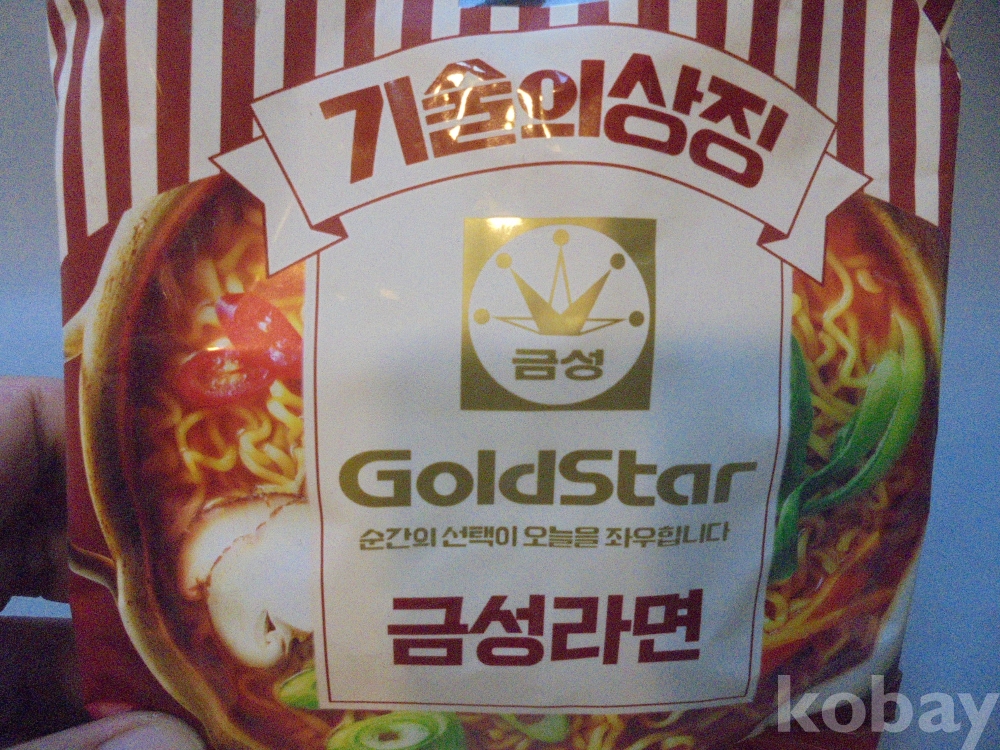 기술의상징
금성
GoldStar
순간의 선택이 오늘을 좌우합니다
금성라면
kobay